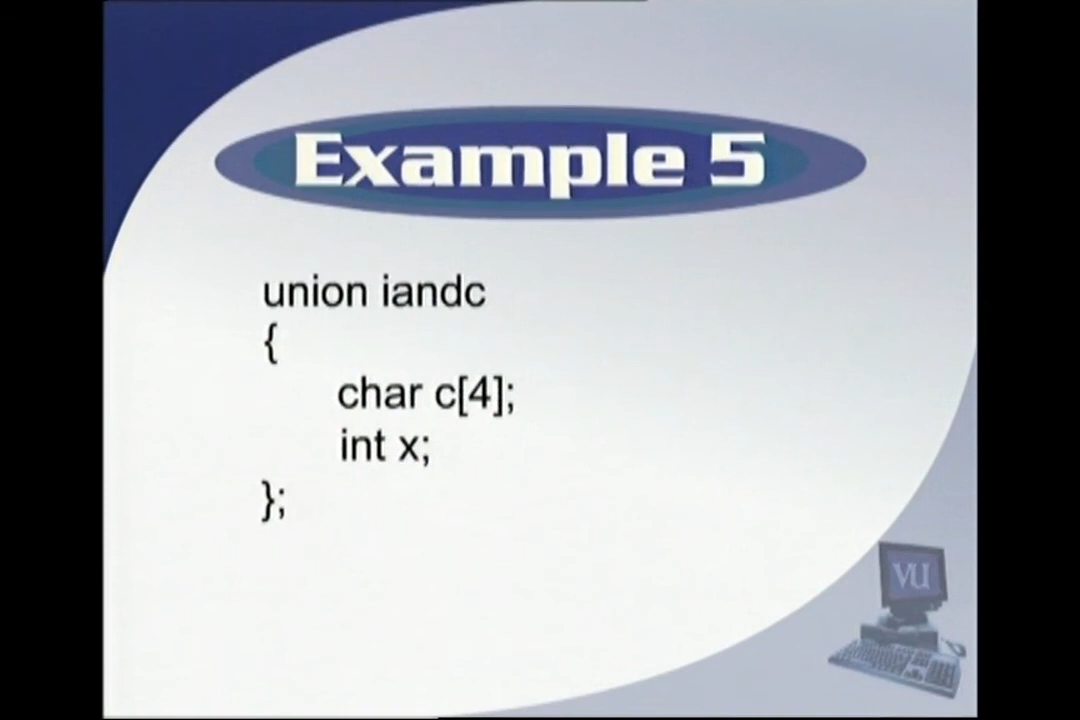 Example 5
union iandc
{
char c[4];
int x;
};
VU